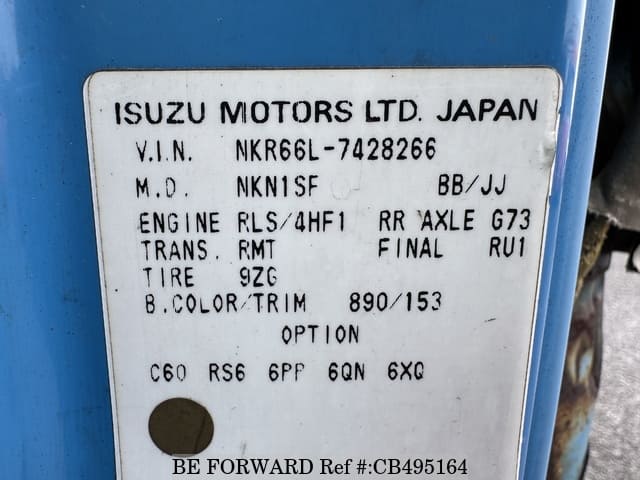 ISUZU MOTORS LTD. JAPAN
V.I.N. NKR66L-7428266
M.D. NKN1SF BB/JJ
ENGINE RLS/4HF1 RR AXLE G73
TRANS. RMT FINAL RU1
TIRE 9ZG
B.COLOR/TRIM 890/153
OPTION
C60 RS6 6PP 6QN 6XQ
BE FORWARD Ref #:CB495164